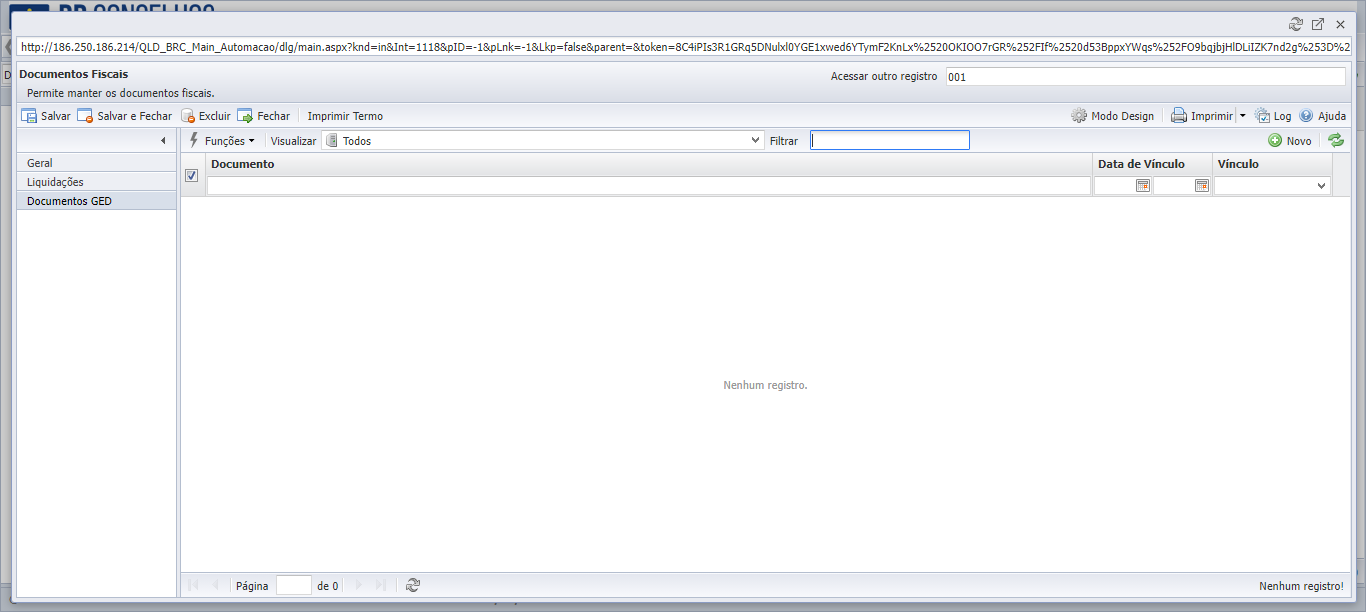 http://186.250.186.214/QLD_BRC_Main_Automacao/dlg/main.aspx?knd=in&Int=1118&pID=-1&pLnk=-1&Lkp=false&parent=&token=8C4iPIs3R1GRq5DNulxl0YGE1xwed6YTymF2KnLx%2520OKIOO7rGR%252FIf%2520d53BppxYWqs%252FO9bqjbjHlDLiIZK7nd2g%253D%2
Documentos Fiscais
Acessar outro registro 001
Permite manter os documentos fiscais.
Salvar Salvar e Fechar Excluir Fechar Imprimir Termo Modo Design Imprimir Log Ajuda
Funções Visualizar Todos Filtrar Novo
Geral
Liquidações
Documentos GED
Documento Data de Vínculo Vínculo
Nenhum registro.
Página de 0 Nenhum registro!